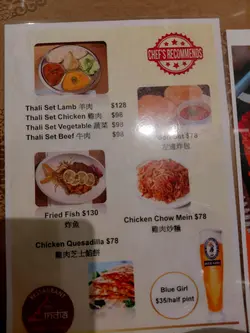 CHEF'S RECOMMENDS
Thali Set Lamb 羊肉 $128
Thali Set Chicken 雞肉 $98
Thali Set Vegetable 蔬菜 $98
Thali Set Beef 牛肉 $98
$78
Fried Fish $130
炸魚
Chicken Chow Mein $78
雞肉炒麵
Chicken Quesadilla $78
雞肉芝士餡餅
Blue Girl
$35/half pint
RESTAURANT